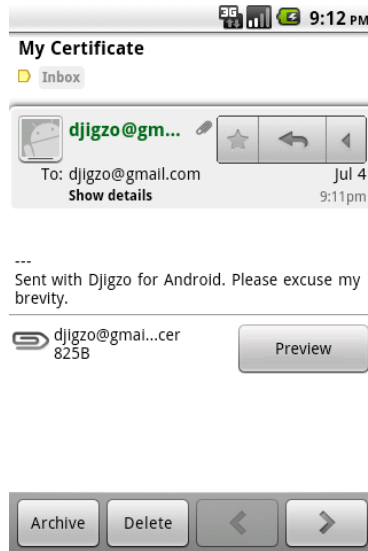 3G 9:12 PM
My Certificate
Inbox
djigzo@gm...
To: djigzo@gmail.com Jul 4
Show details 9:11pm
---
Sent with Djigzo for Android. Please excuse my
brevity.
djigzo@gmai...cer
825B
Preview
Archive Delete